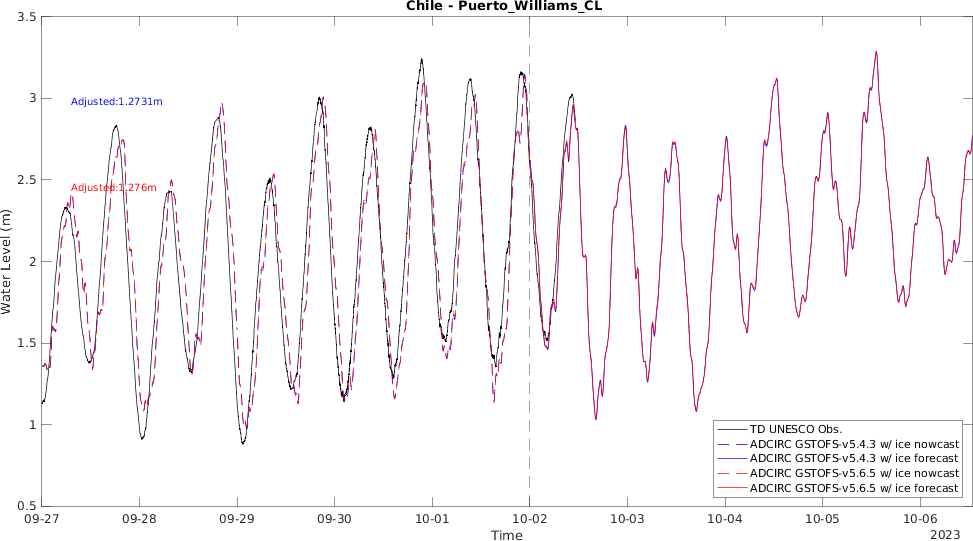 Chile - Puerto_Williams_CL
3.5
3
2.5
2
1.5
1
0.5
Water Level (m)
Adjusted:1.2731m
Adjusted:1.276m
TD UNESCO Obs.
ADCIRC GSTOFS-v5.4.3 w/ ice nowcast
ADCIRC GSTOFS-v5.4.3 w/ ice forecast
ADCIRC GSTOFS-v5.6.5 w/ ice nowcast
ADCIRC GSTOFS-v5.6.5 w/ ice forecast
09-27 09-28 09-29 09-30 10-01 10-02 10-03 10-04 10-05 10-06
Time
2023